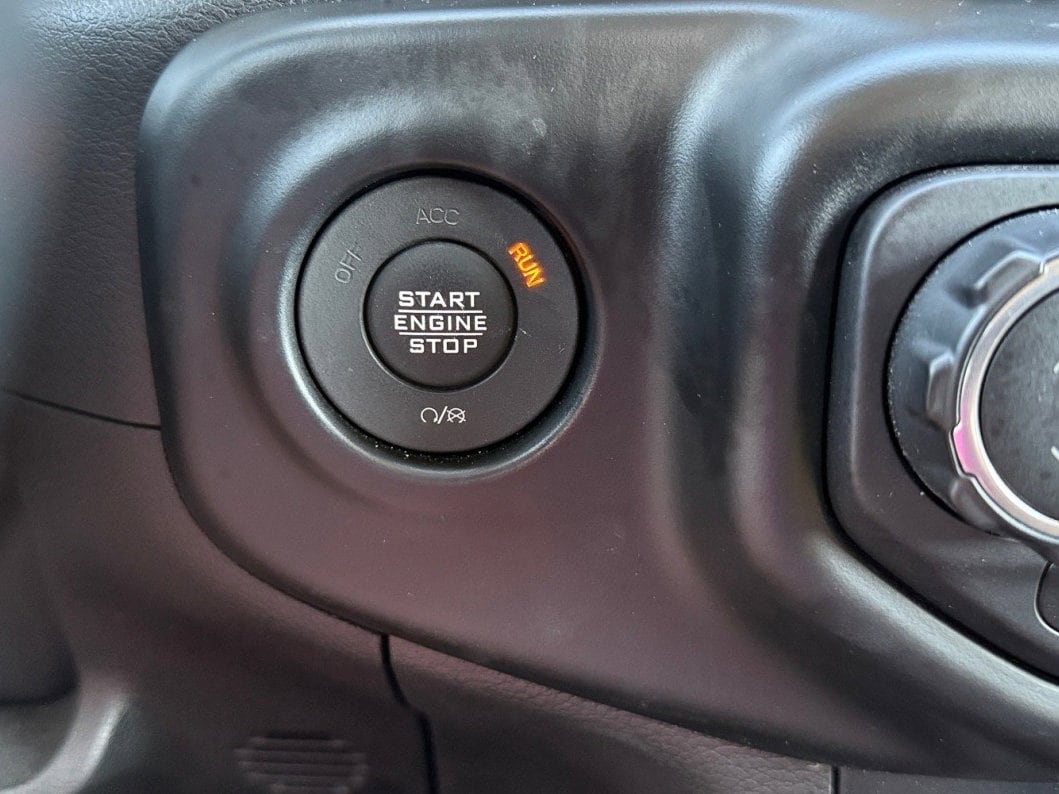 ACC
OFF
RUN
START
ENGINE
STOP